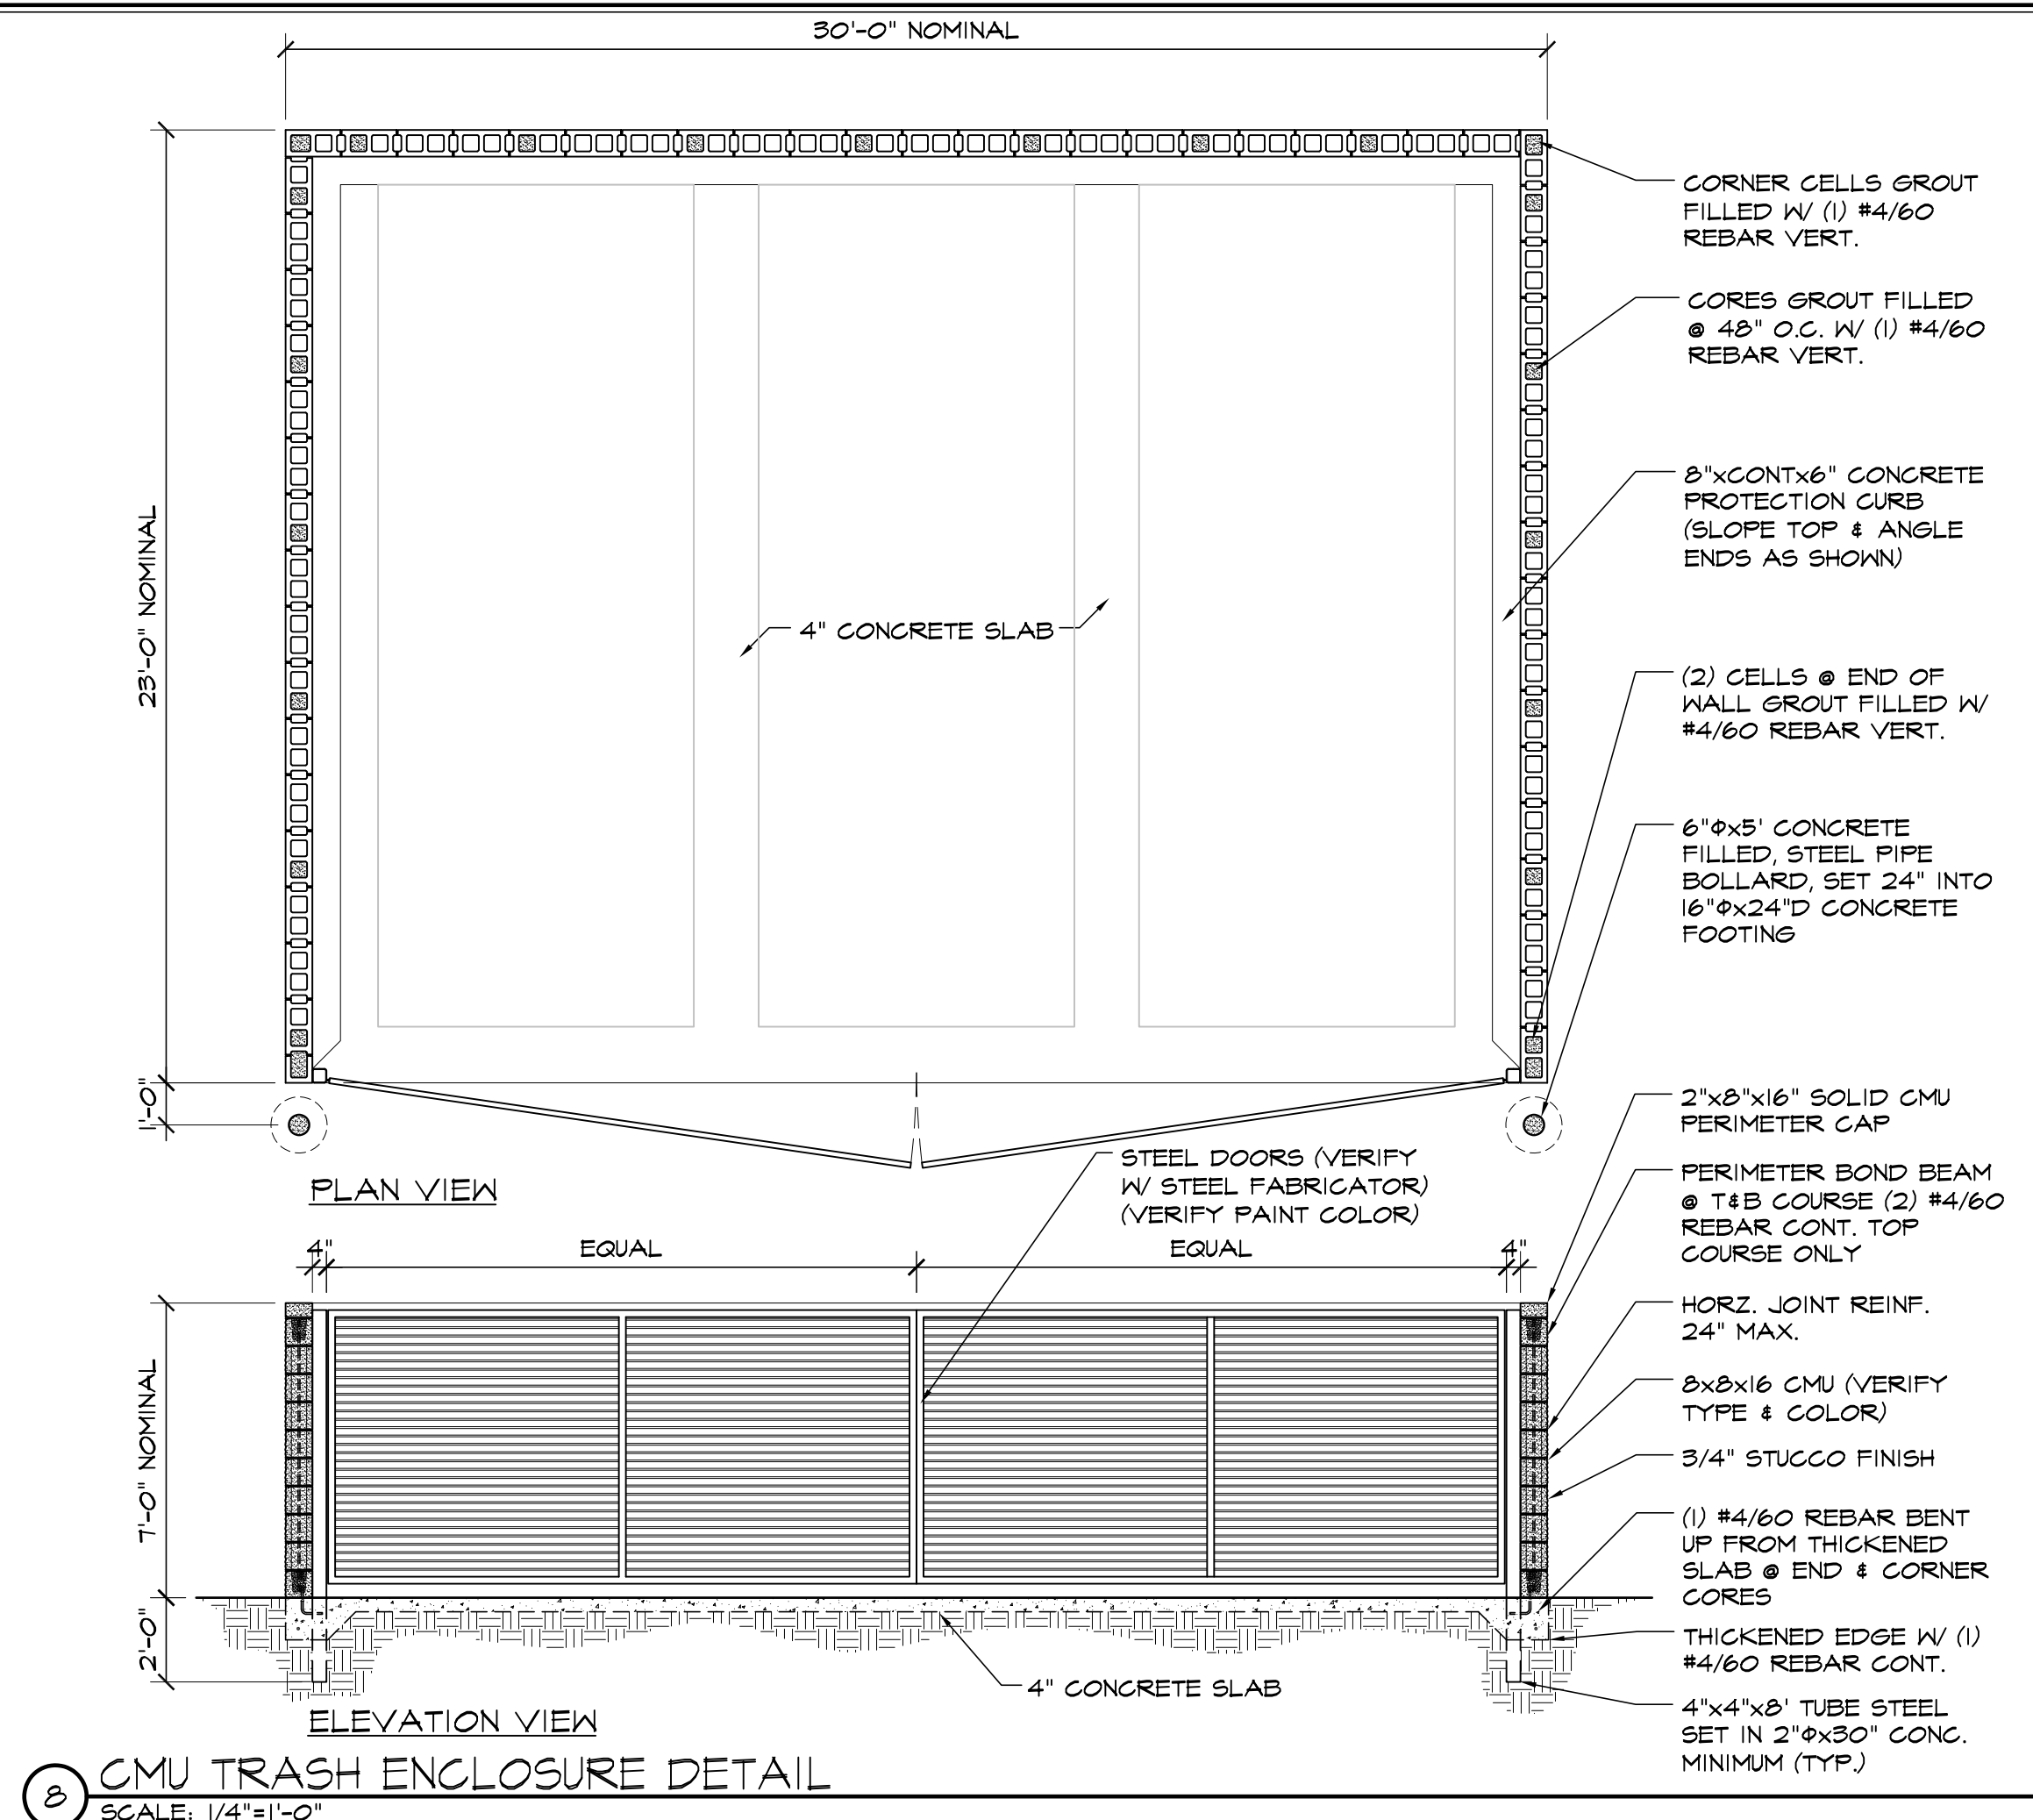 30'-0" NOMINAL
23'-0" NOMINAL
1'-0"
4" CONCRETE SLAB
CORNER CELLS GROUT
FILLED W/ (1) #4/60
REBAR VERT.
CORES GROUT FILLED
@ 48" O.C. W/ (1) #4/60
REBAR VERT.
8"xCONTx6" CONCRETE
PROTECTION CURB
(SLOPE TOP & ANGLE
ENDS AS SHOWN)
(2) CELLS @ END OF
WALL GROUT FILLED W/
#4/60 REBAR VERT.
6"Φx5' CONCRETE
FILLED, STEEL PIPE
BOLLARD, SET 24" INTO
16"Φx24"D CONCRETE
FOOTING
PLAN VIEW
STEEL DOORS (VERIFY
W/ STEEL FABRICATOR)
(VERIFY PAINT COLOR)
4"
EQUAL
EQUAL
4"
7'-0" NOMINAL
2'-0"
2"x8"x16" SOLID CMU
PERIMETER CAP
PERIMETER BOND BEAM
@ T&B COURSE (2) #4/60
REBAR CONT. TOP
COURSE ONLY
HORZ. JOINT REINF.
24" MAX.
8x8x16 CMU (VERIFY
TYPE & COLOR)
3/4" STUCCO FINISH
(1) #4/60 REBAR BENT
UP FROM THICKENED
SLAB @ END & CORNER
CORES
THICKENED EDGE W/ (1)
#4/60 REBAR CONT.
4"x4"x8' TUBE STEEL
SET IN 2"Φx30" CONC.
MINIMUM (TYP.)
4" CONCRETE SLAB
ELEVATION VIEW
8
CMU TRASH ENCLOSURE DETAIL
SCALE: 1/4"=1'-0"